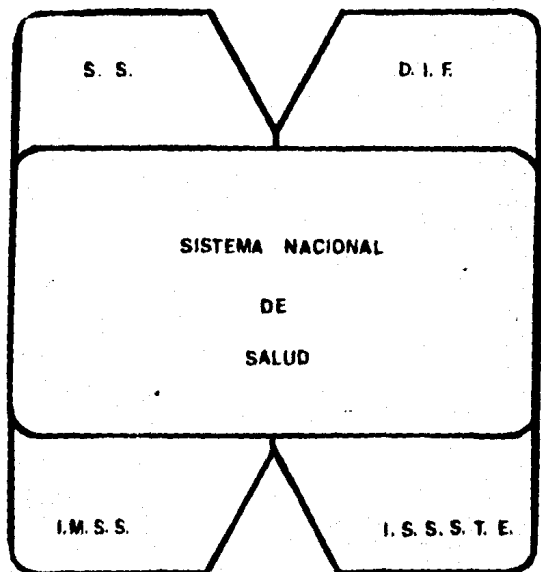 S. S.
D. I. F.
SISTEMA NACIONAL
DE
SALUD
I. M. S. S.
I. S. S. S. T. E.